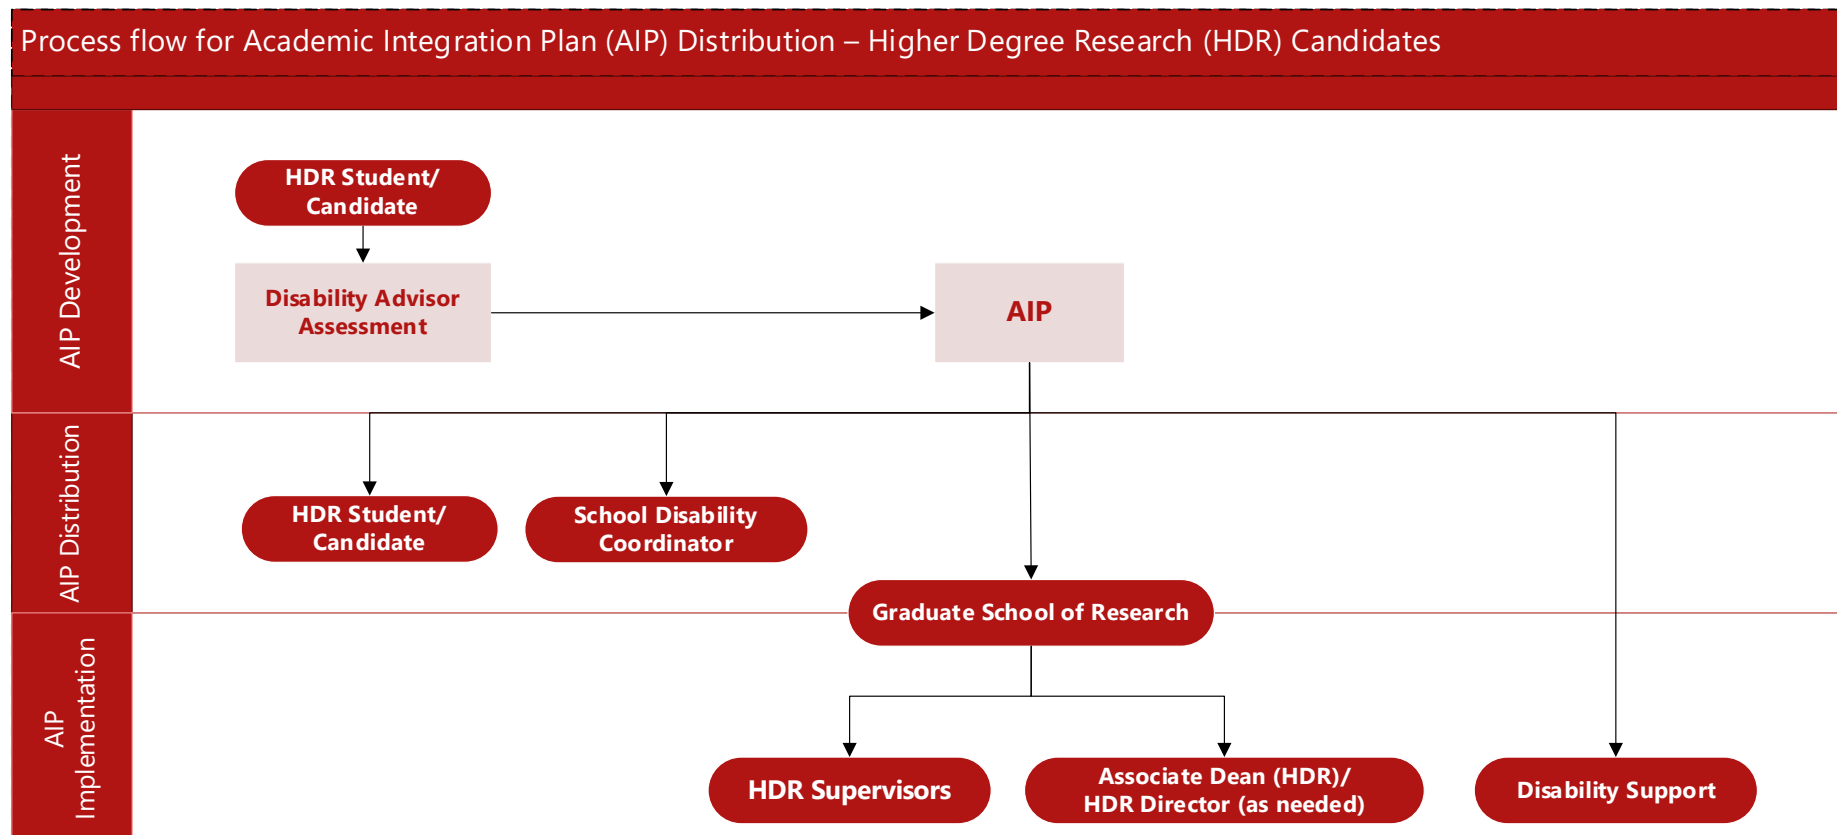 Process flow for Academic Integration Plan (AIP) Distribution – Higher Degree Research (HDR) Candidates
AIP Development
HDR Student/
Candidate
Disability Advisor
Assessment
AIP
AIP Distribution
HDR Student/
Candidate
School Disability
Coordinator
Graduate School of Research
AIP
Implementation
HDR Supervisors
Associate Dean (HDR)/
HDR Director (as needed)
Disability Support